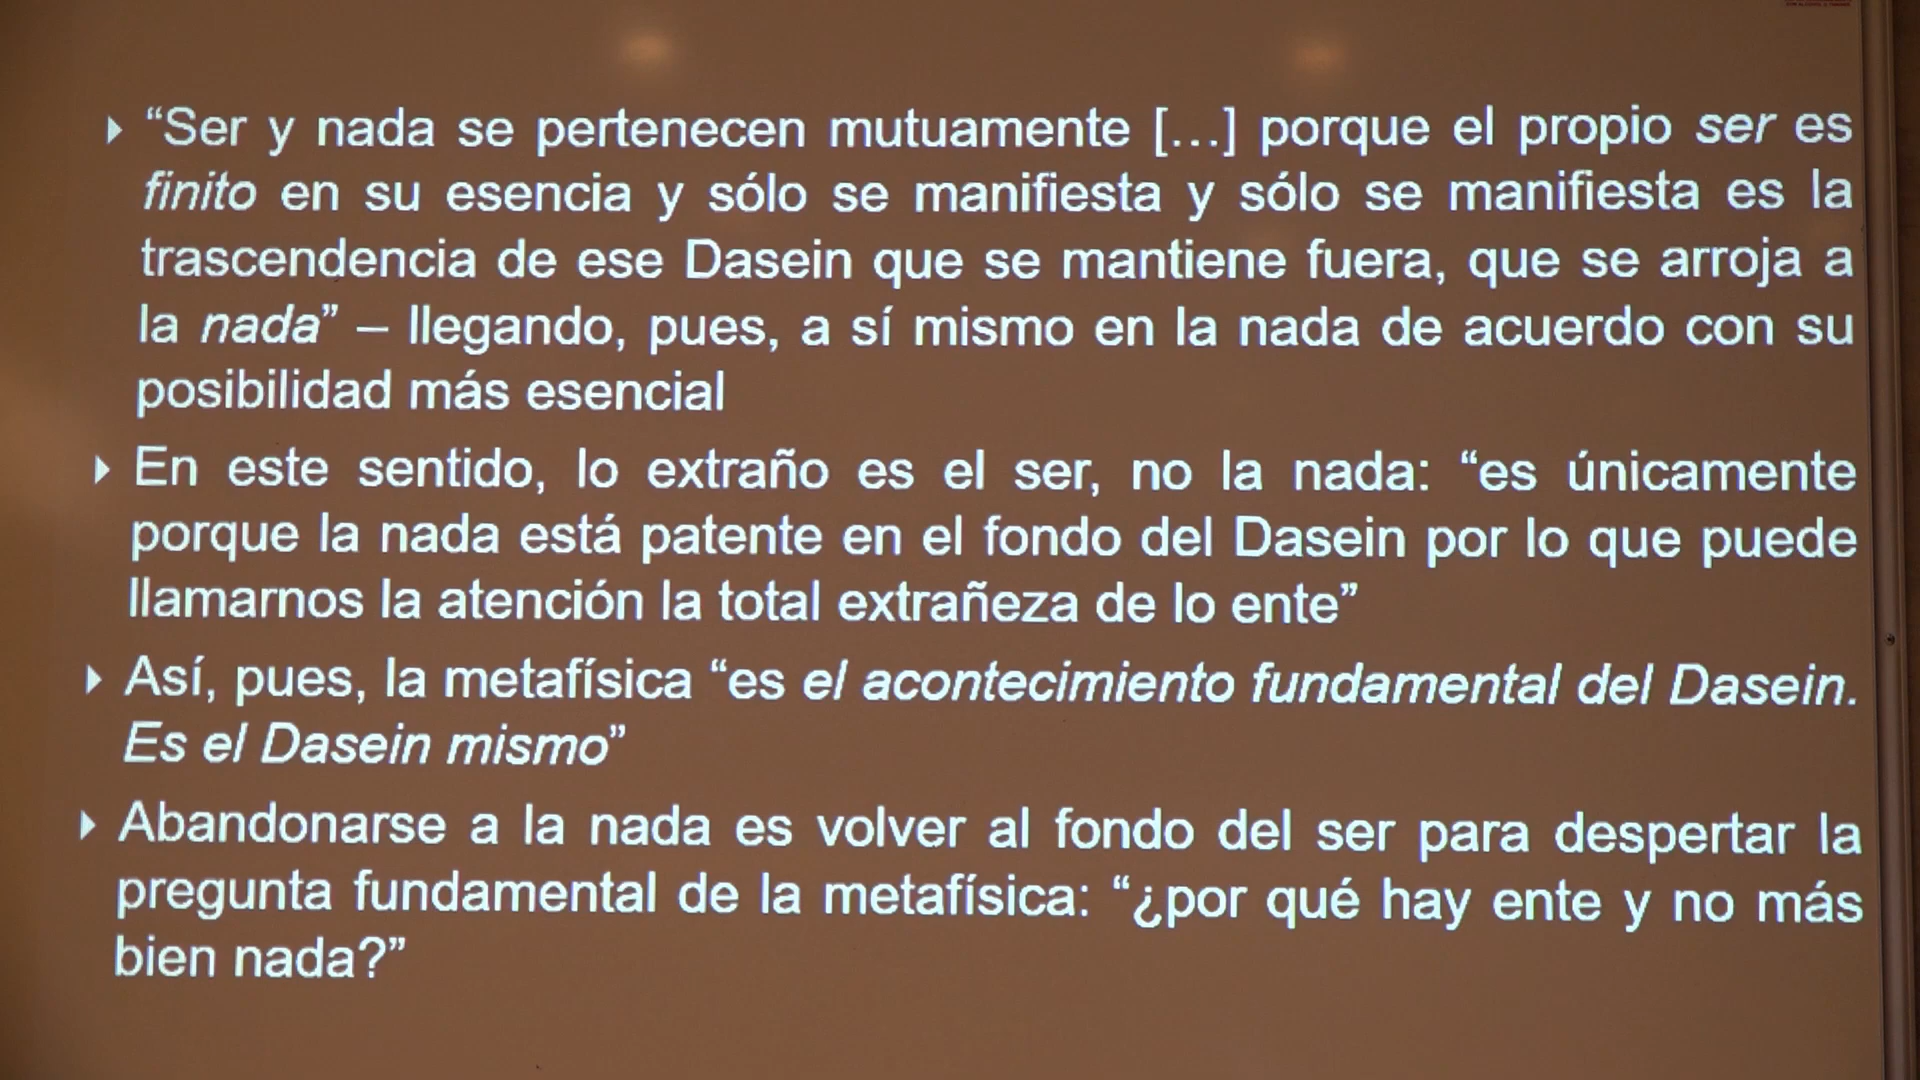 “Ser y nada se pertenecen mutuamente [...] porque el propio ser es
finito en su esencia y sólo se manifiesta y sólo se manifiesta es la
trascendencia de ese Dasein que se mantiene fuera, que se arroja a
la nada” – llegando, pues, a sí mismo en la nada de acuerdo con su
posibilidad más esencial
En este sentido, lo extraño es el ser, no la nada: “es únicamente
porque la nada está patente en el fondo del Dasein por lo que puede
llamarnos la atención la total extrañeza de lo ente”
Así, pues, la metafísica “es el acontecimiento fundamental del Dasein.
Es el Dasein mismo”
Abandonarse a la nada es volver al fondo del ser para despertar la
pregunta fundamental de la metafísica: “¿por qué hay ente y no más
bien nada?”